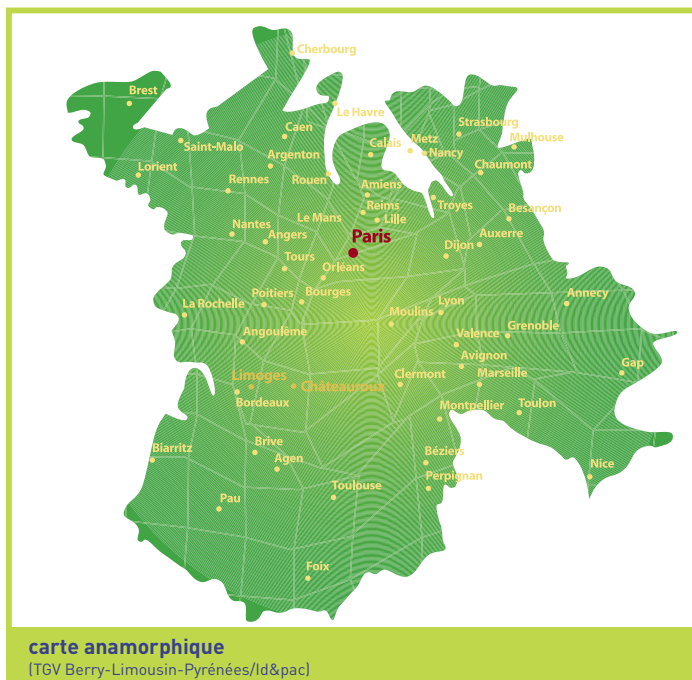 Cherbourg
Brest
Le Havre
Strasbourg
Caen
Mulhouse
Saint-Malo
Calais
Metz
Nancy
Argenton
Chaumont
Lorient
Rouen
Rennes
Amiens
Troyes
Reims
Besançon
Le Mans
Lille
Nantes
Angers
Paris
Auxerre
Dijon
Tours
Orléans
La Rochelle
Poitiers
Bourges
Moulins
Lyon
Annecy
Angoulême
Valence
Grenoble
Avignon
Gap
Limoges
Châteauroux
Clermont
Marseille
Bordeaux
Montpellier
Toulon
Biarritz
Brive
Agen
Béziers
Nice
Pau
Toulouse
Perpignan
Foix
carte anamorphique
(TGV Berry-Limousin-Pyrénées/Id&pac)